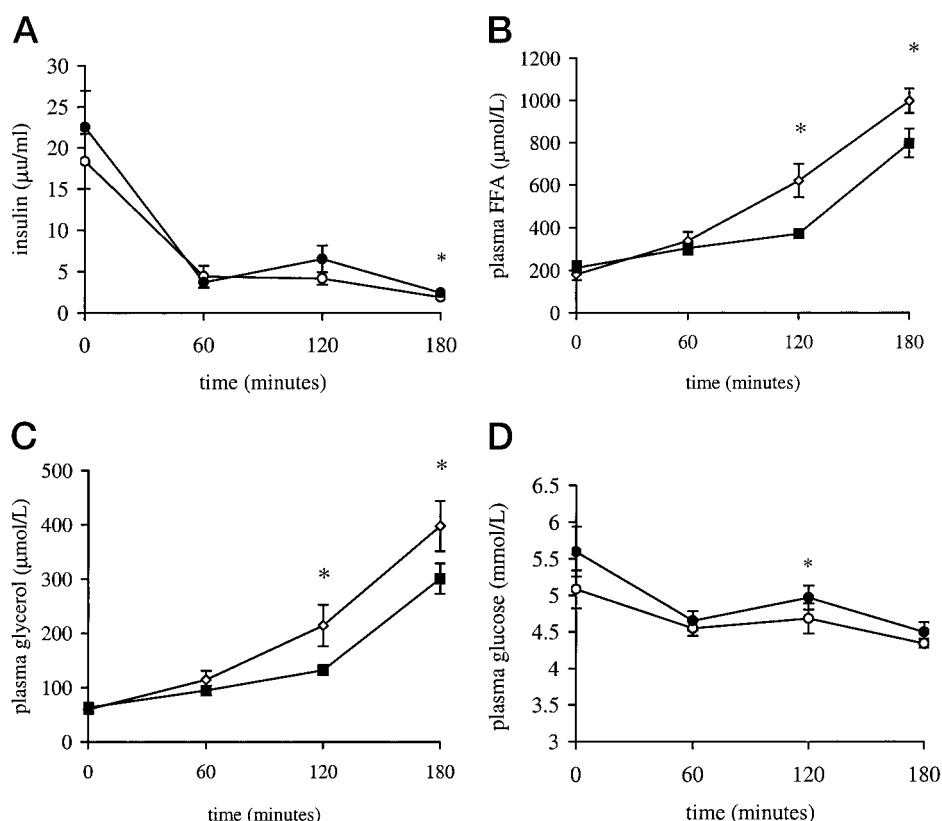 A
insulin (μu/ml)
30
25
20
15
10
5
0
*
0 60 120 180
time (minutes)
B
plasma FFA (μmol/L)
1200
1000
800
600
400
200
0
*
*
0 60 120 180
time (minutes)
C
plasma glycerol (μmol/L)
500
400
300
200
100
0
*
*
0 60 120 180
time (minutes)
D
plasma glucose (mmol/L)
6.5
6
5.5
5
4.5
4
3.5
3
*
0 60 120 180
time (minutes)